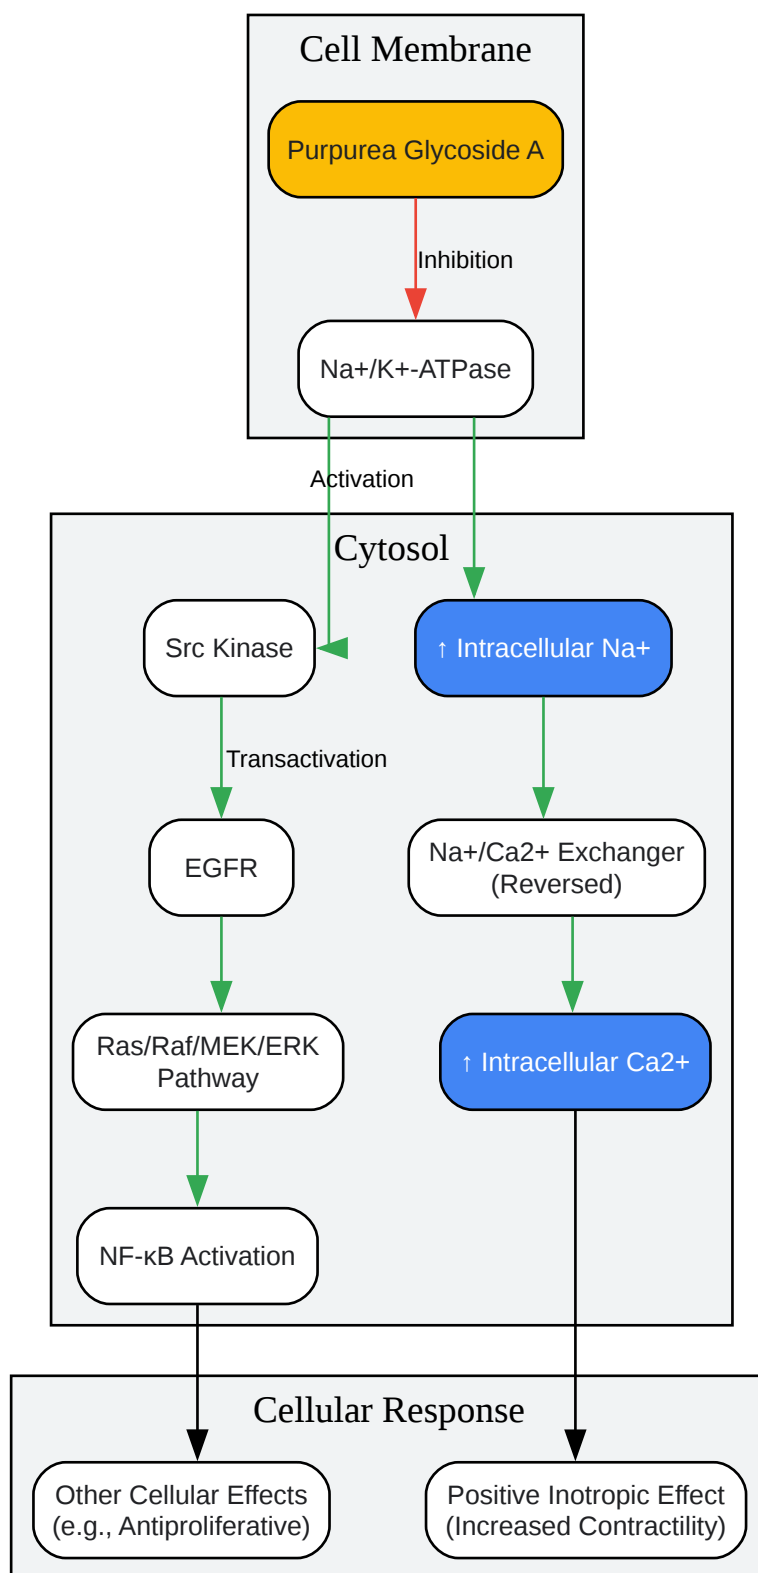 Cell Membrane
Purpurea Glycoside A
Inhibition
Na+/K+-ATPase
Activation
Cytosol
Src Kinase
↑ Intracellular Na+
Transactivation
EGFR
Na+/Ca2+ Exchanger
(Reversed)
Ras/Raf/MEK/ERK
Pathway
↑ Intracellular Ca2+
NF-κB Activation
Cellular Response
Other Cellular Effects
(e.g., Antiproliferative)
Positive Inotropic Effect
(Increased Contractility)